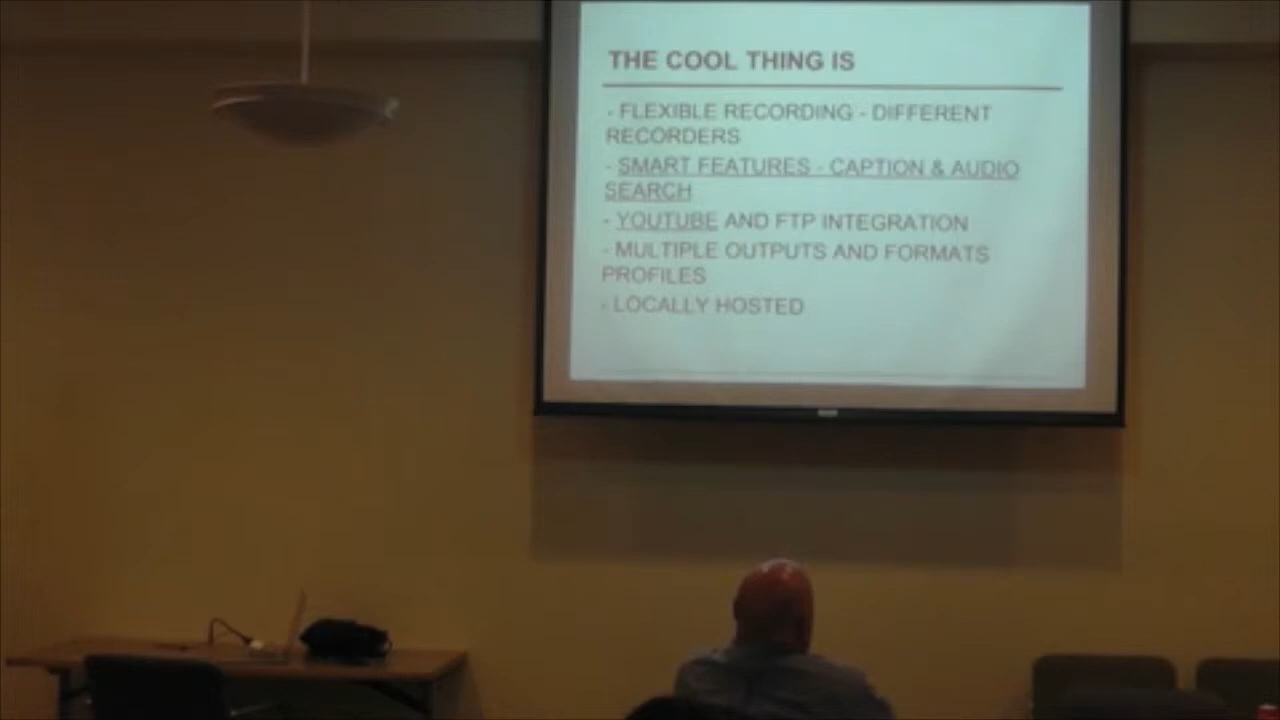 THE COOL THING IS
- FLEXIBLE RECORDING - DIFFERENT
RECORDERS
- SMART FEATURES - CAPTION & AUDIO
SEARCH
- YOUTUBE AND FTP INTEGRATION
- MULTIPLE OUTPUTS AND FORMATS
PROFILES
- LOCALLY HOSTED